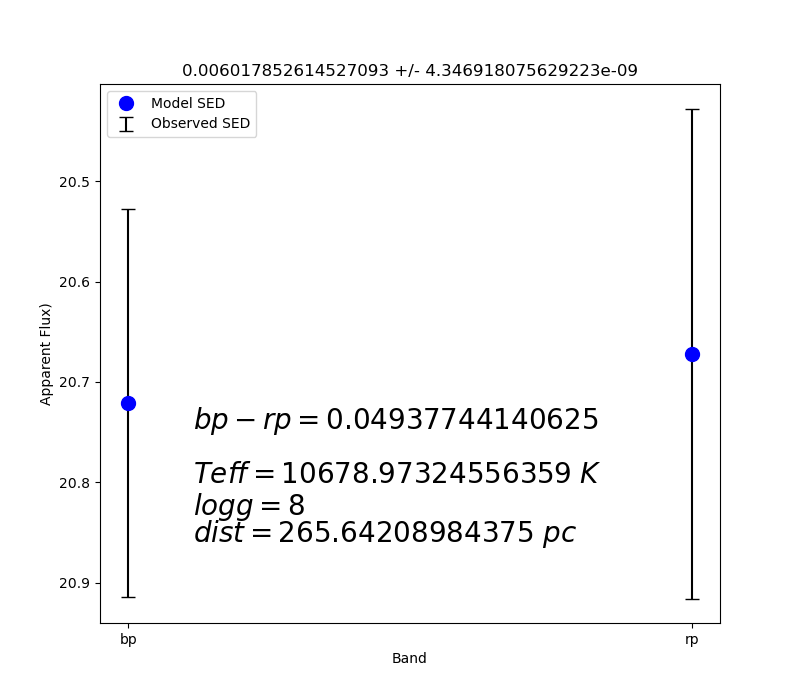 0.006017852614527093 +/- 4.346918075629223e-09
Model SED
Observed SED
Apparent Flux)
20.5
20.6
20.7
20.8
20.9
bp − rp = 0.04937744140625
Teff = 10678.97324556359 K
logg = 8
dist = 265.64208984375 pc
bp
rp
Band